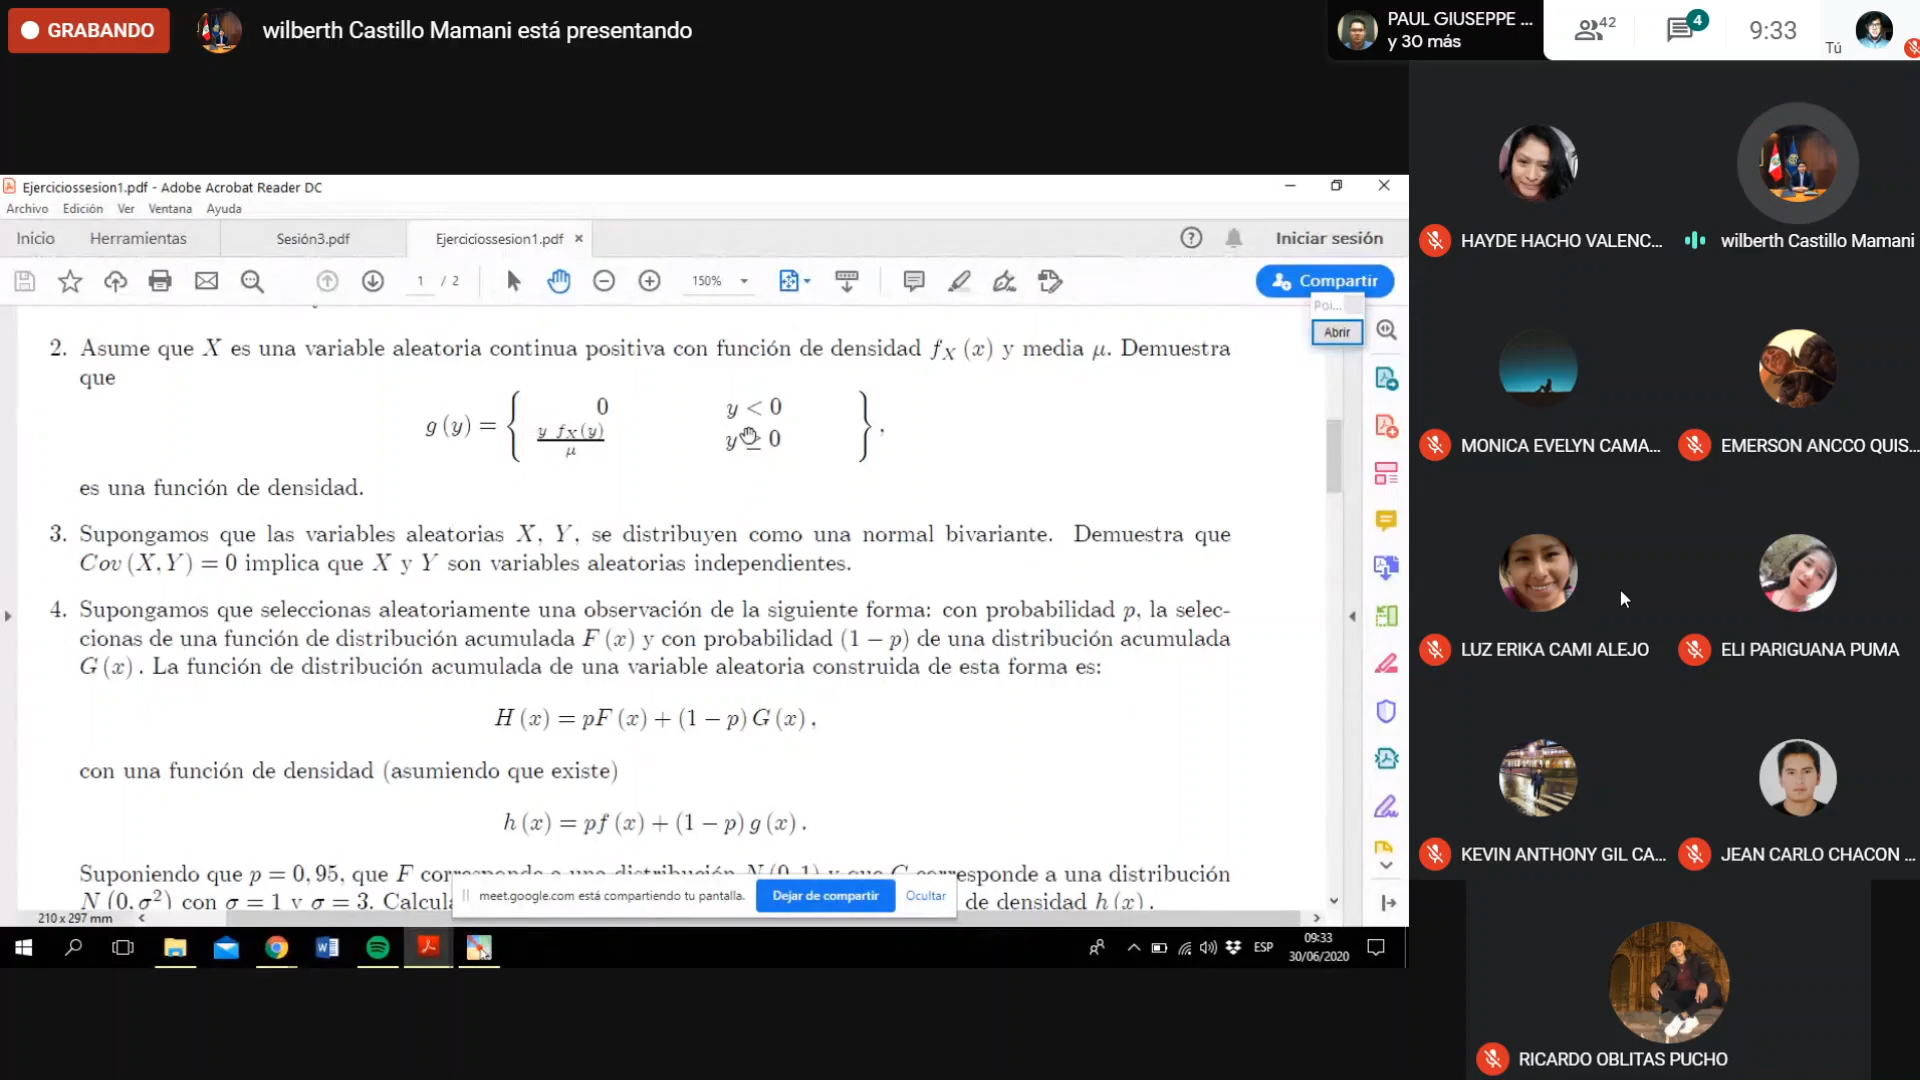 GRABANDO
wilberth Castillo Mamani está presentando
PAUL GIUSEPPE ...
y 30 más
42
4
9:33
Tú
Ejerciciossesion1.pdf - Adobe Acrobat Reader DC
Archivo Edición Ver Ventana Ayuda
Inicio Herramientas Sesión3.pdf Ejerciciossesion1.pdf × Iniciar sesión
1 / 2 150% Compartir
Poi...
Abrir
2. Asume que X es una variable aleatoria continua positiva con función de densidad f_X (x) y media μ. Demuestra
que
g (y) = { 0 y < 0
y f_X(y) / μ y ≥ 0 } ,
es una función de densidad.
3. Supongamos que las variables aleatorias X, Y, se distribuyen como una normal bivariante. Demuestra que
Cov (X, Y) = 0 implica que X y Y son variables aleatorias independientes.
4. Supongamos que seleccionas aleatoriamente una observación de la siguiente forma: con probabilidad p, la selec-
cionas de una función de distribución acumulada F (x) y con probabilidad (1 − p) de una distribución acumulada
G (x) . La función de distribución acumulada de una variable aleatoria construida de esta forma es:
H (x) = pF (x) + (1 − p) G (x) ,
con una función de densidad (asumiendo que existe)
h (x) = pf (x) + (1 − p) g (x) .
Suponiendo que p = 0, 95, que F corresponde a una distribución N (0, 1) y que G corresponde a una distribución
N (0, σ²) con σ = 1 y σ = 3. Calcula de densidad h (x) .
meet.google.com está compartiendo tu pantalla. Dejar de compartir Ocultar
210 x 297 mm
ESP
09:33
30/06/2020
HAYDE HACHO VALENC...
wilberth Castillo Mamani
MONICA EVELYN CAMA...
EMERSON ANCCO QUIS...
LUZ ERIKA CAMI ALEJO
ELI PARIGUANA PUMA
KEVIN ANTHONY GIL CA...
JEAN CARLO CHACON ...
RICARDO OBLITAS PUCHO